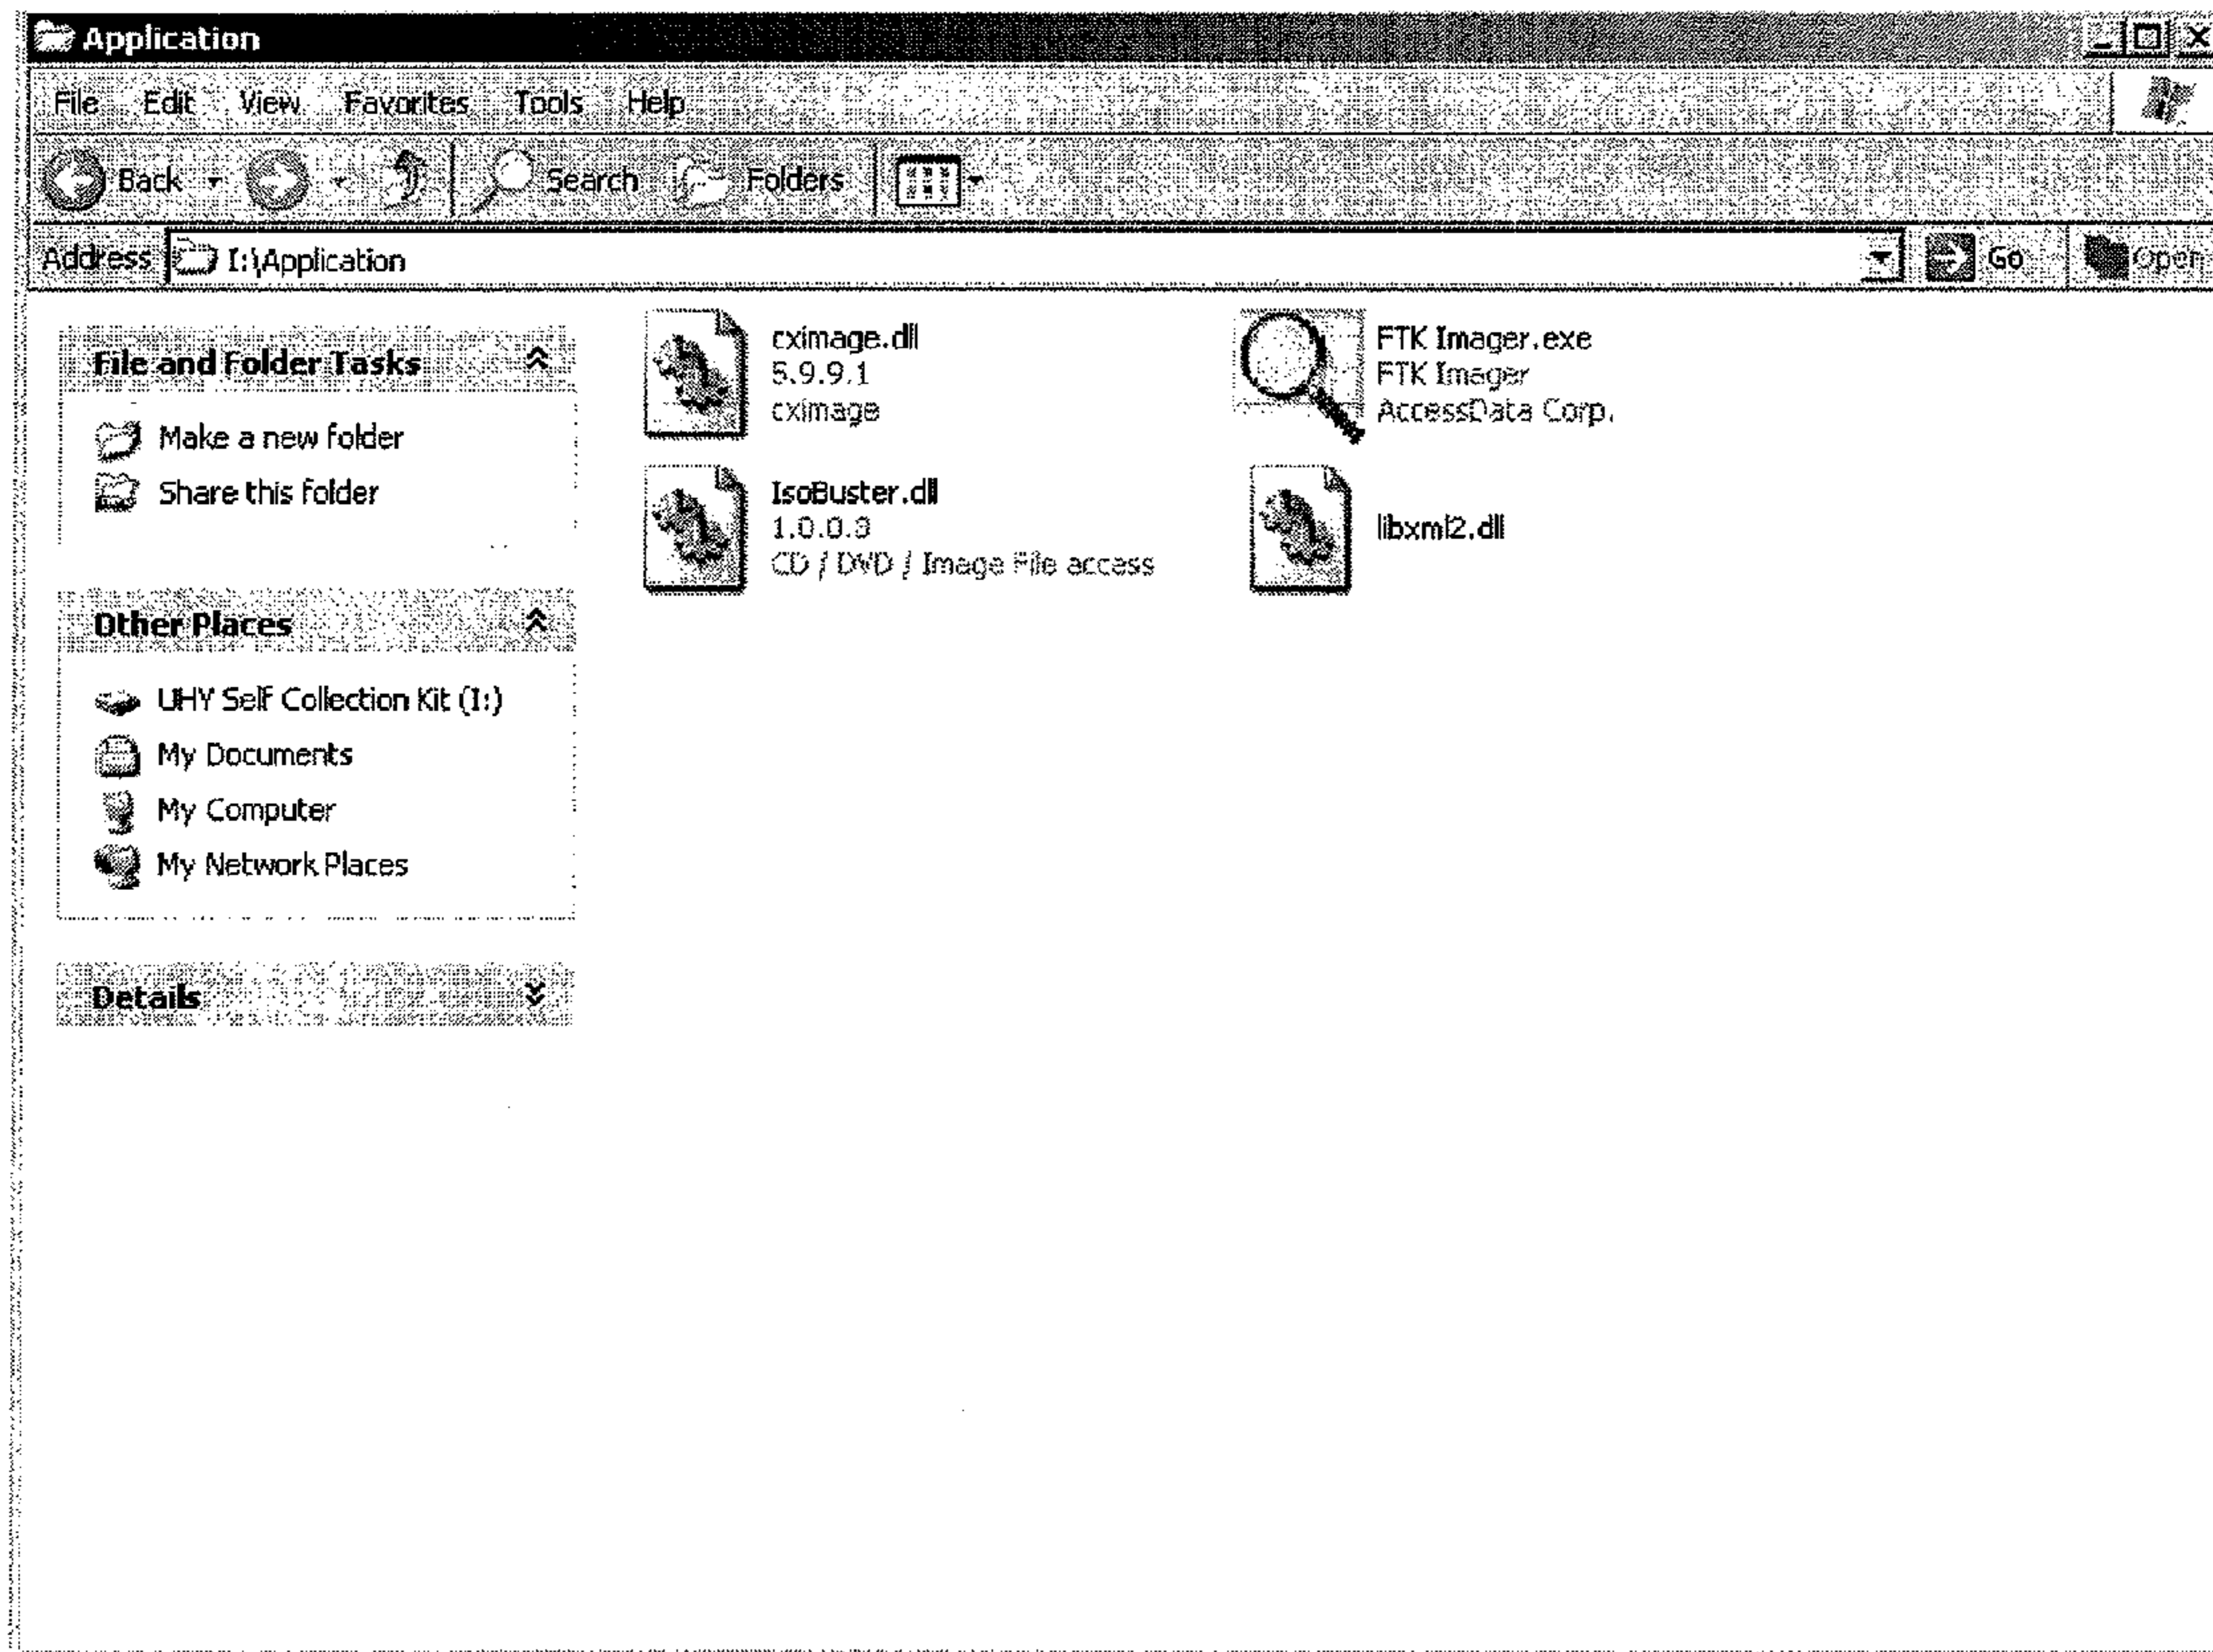 Application
File Edit View Favorites Tools Help
Back Search Folders
Address I:\Application Go Open
File and Folder Tasks
Make a new folder
Share this folder
Other Places
UHY Self Collection Kit (I:)
My Documents
My Computer
My Network Places
Details
cximage.dll
5.9.9.1
cximage
FTK Imager.exe
FTK Imager
AccessData Corp.
IsoBuster.dll
1.0.0.3
CD / DVD / Image File access
libxml2.dll